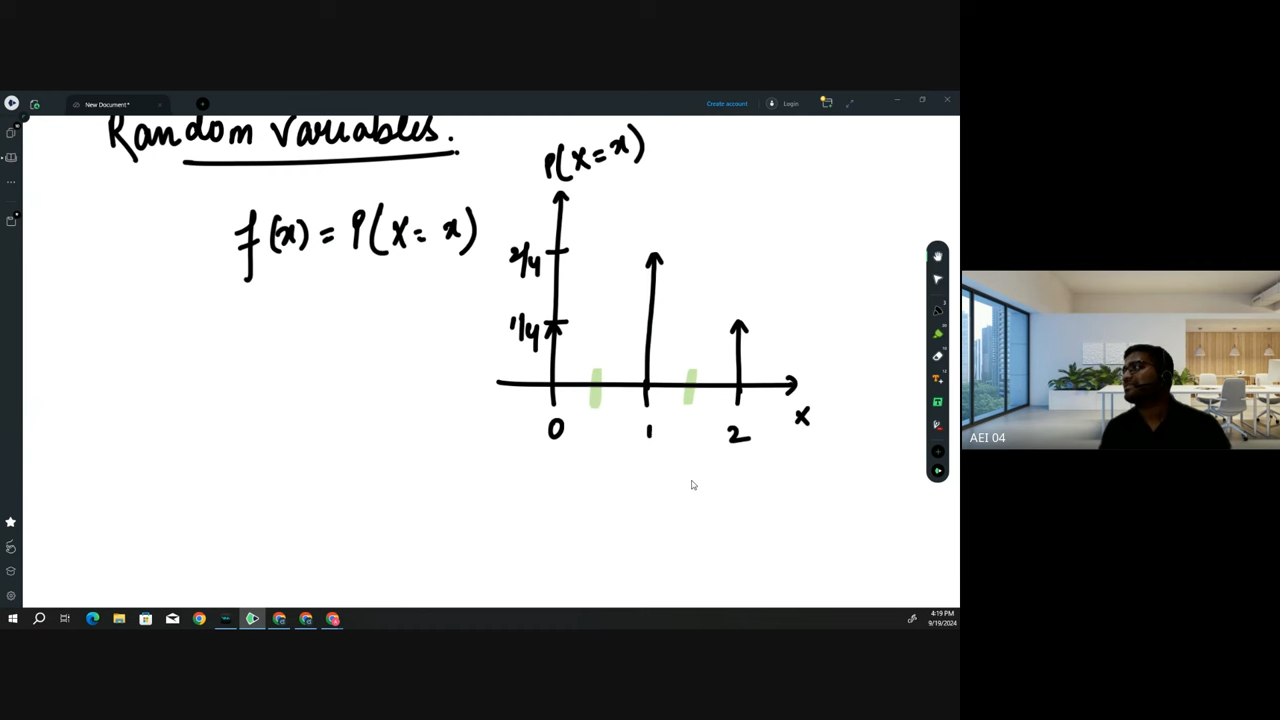 New Document*
Create account
Login
Random Variables.
P(X=x)
f(x) = P(X= x)
2/4
1/4
0
1
2
x
AEI 04
4:19 PM
9/19/2024